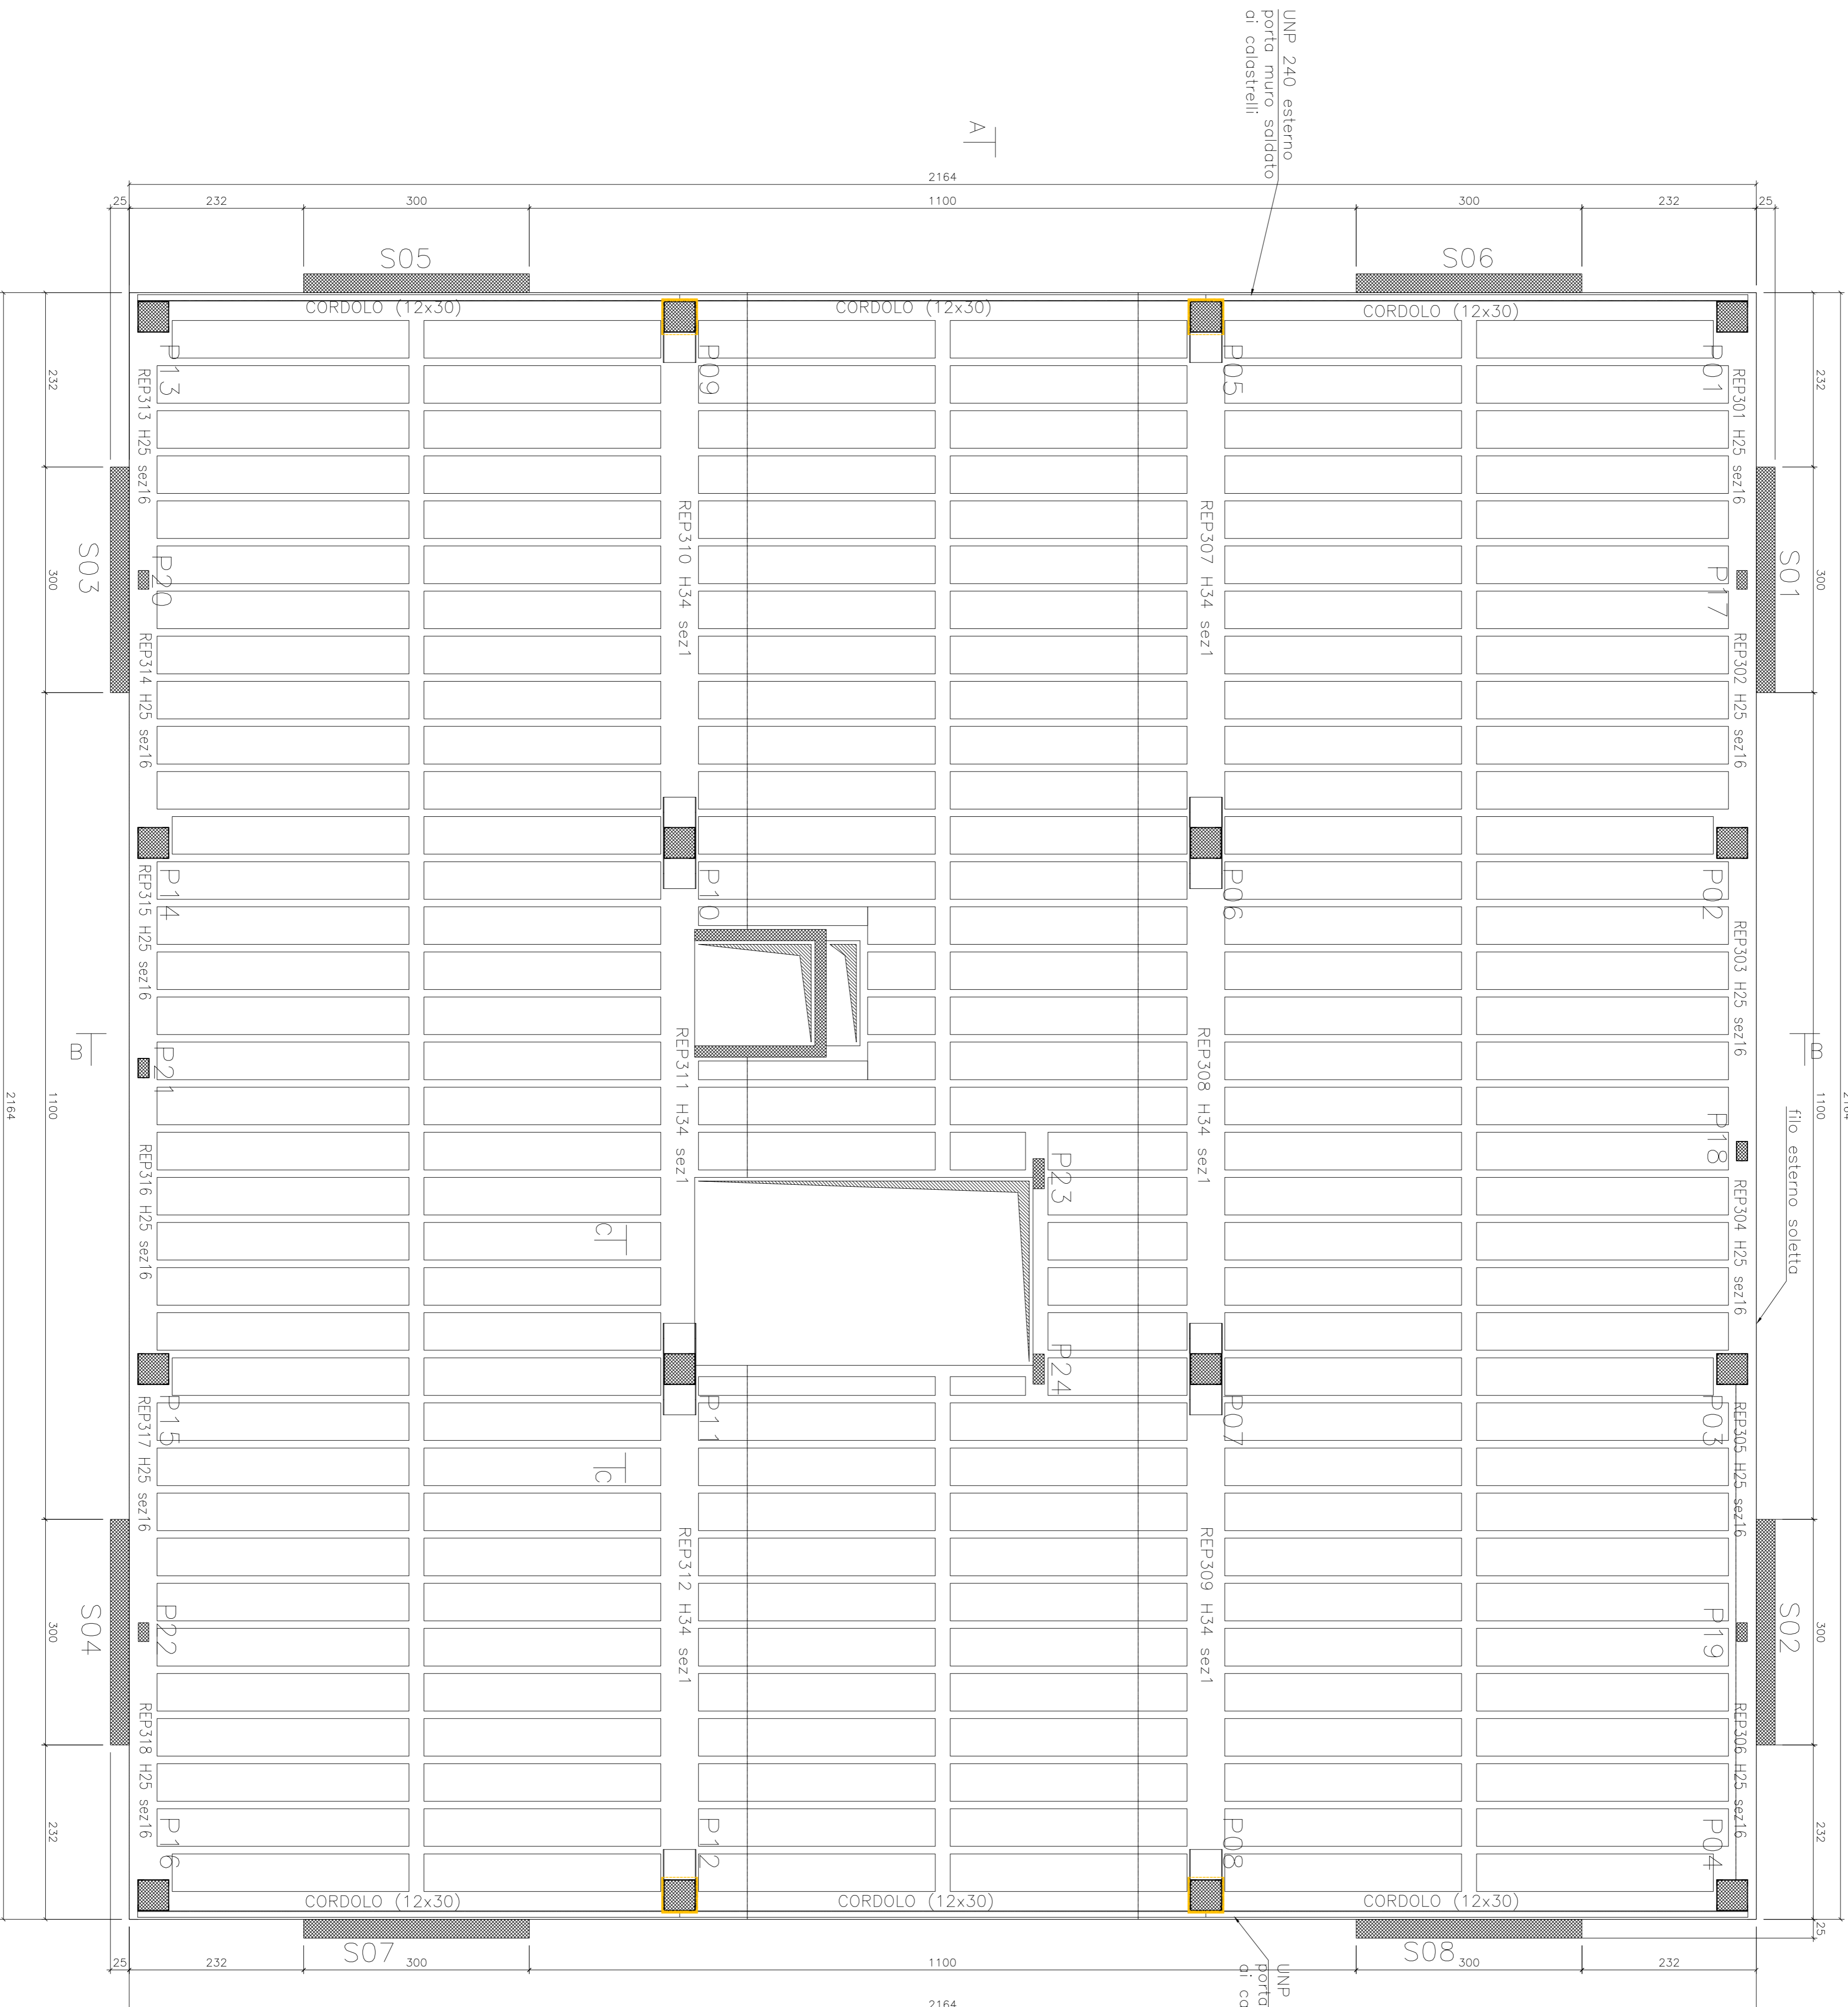 UNP 240 esterno
porta muro saldato
ai calastrelli
A
2164
25
232
300
1100
300
232
25
S05
S06
CORDOLO (12x30)
CORDOLO (12x30)
CORDOLO (12x30)
P13
P09
P05
P01
REP313 H25 sez16
REP310 H34 sez1
REP307 H34 sez1
REP301 H25 sez16
232
232
S03
300
P20
P17
S01
300
REP314 H25 sez16
REP302 H25 sez16
P14
P10
P06
P02
REP315 H25 sez16
REP303 H25 sez16
B
B
P21
REP311 H34 sez1
REP308 H34 sez1
P18
2164
1100
1100
2164
filo esterno soletta
P23
REP316 H25 sez16
REP304 H25 sez16
C
P24
P15
P11
P07
P03
REP317 H25 sez16
REP305 H25 sez16
C
REP312 H34 sez1
REP309 H34 sez1
S04
300
P22
P19
S02
300
REP318 H25 sez16
REP306 H25 sez16
232
232
P16
P12
P08
P04
CORDOLO (12x30)
CORDOLO (12x30)
CORDOLO (12x30)
25
S07
S08
UNP
porta
ai ca
25
232
300
1100
300
232
2164